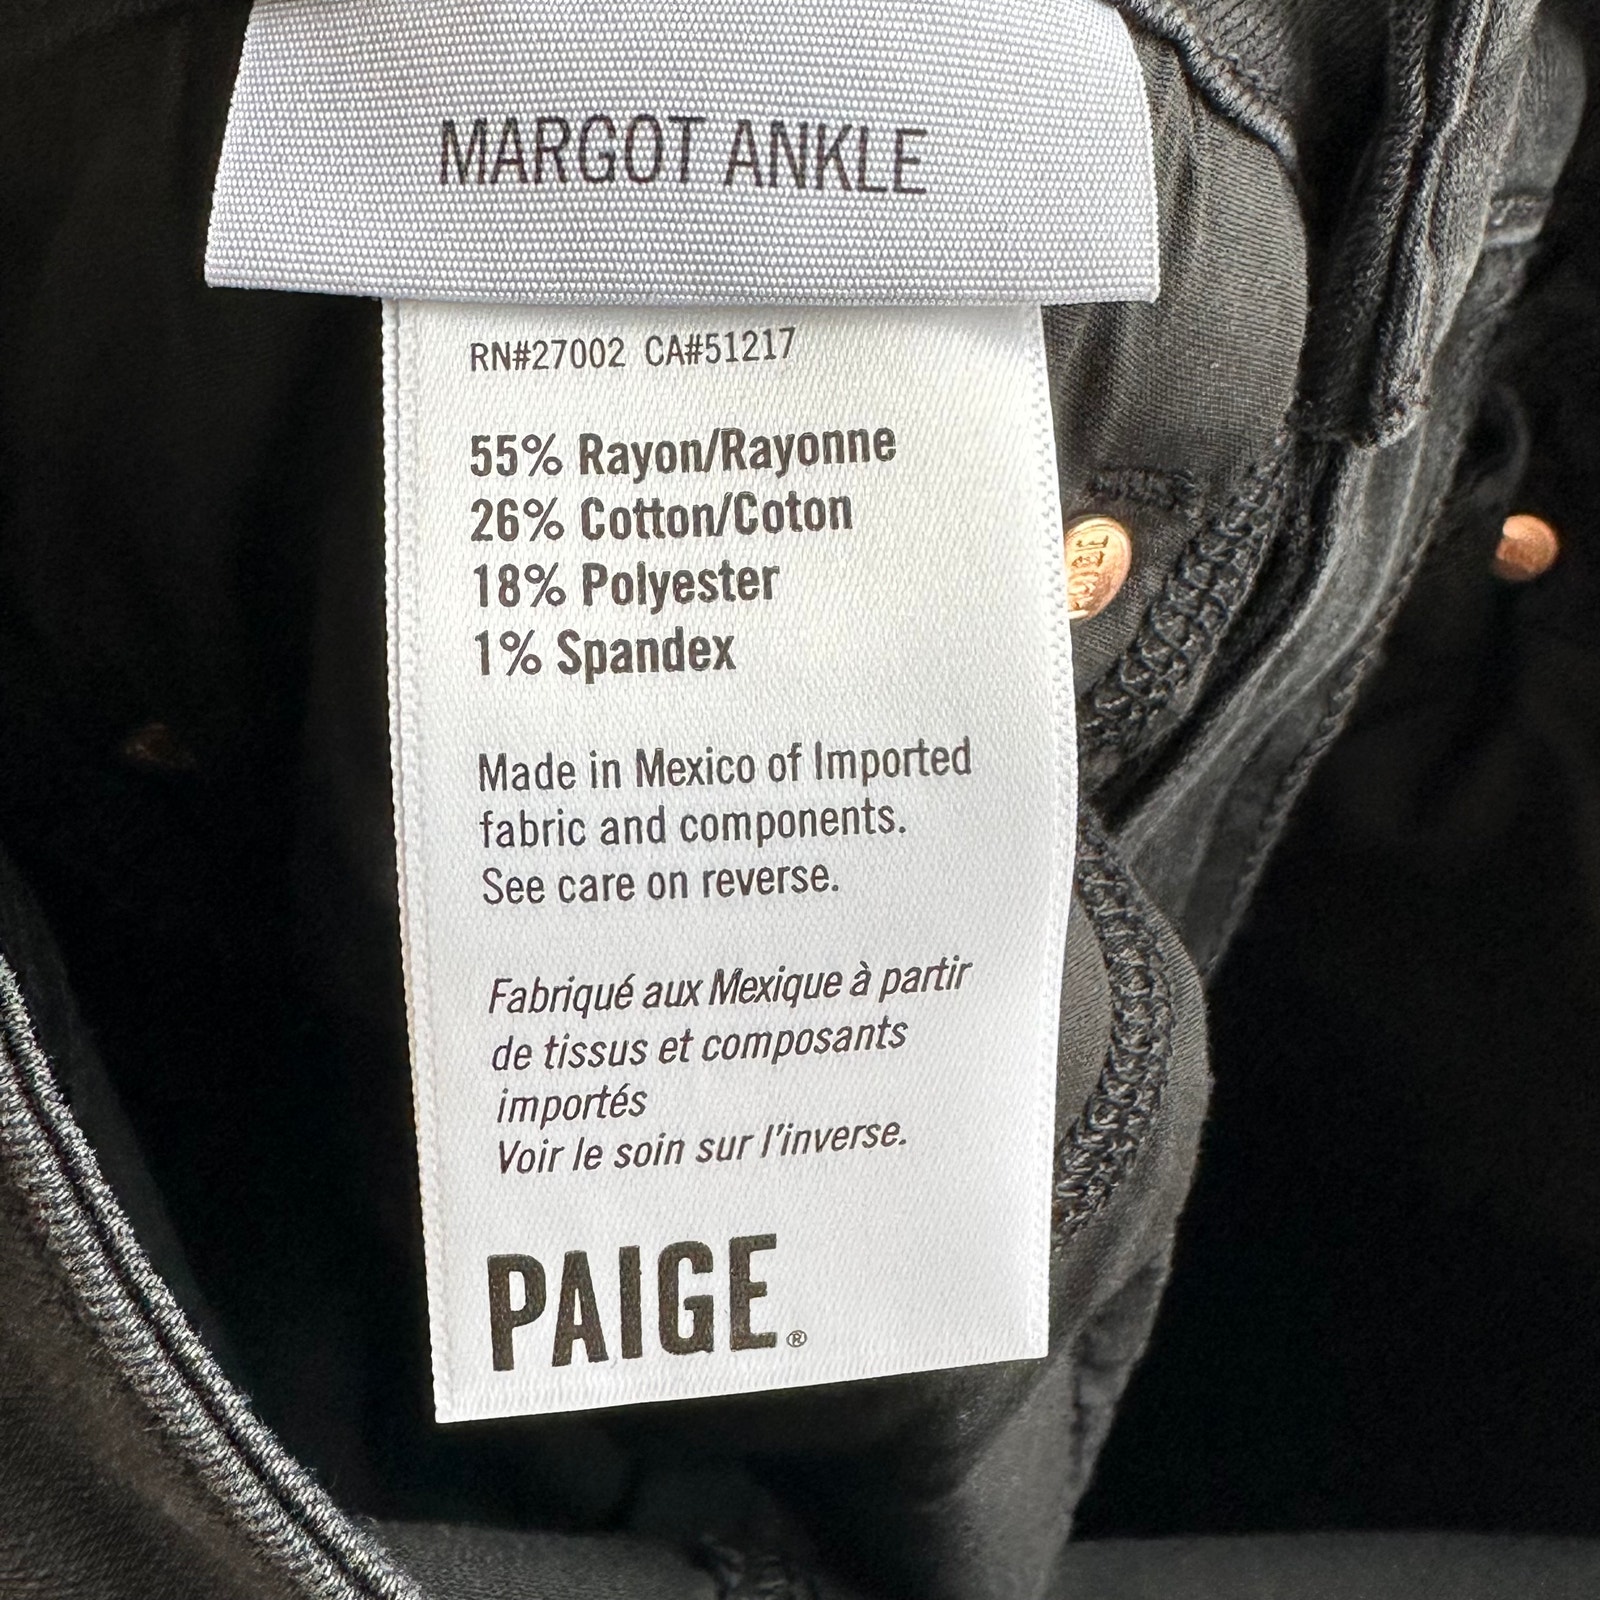 MARGOT ANKLE
RN#27002 CA#51217
55% Rayon/Rayonne
26% Cotton/Coton
18% Polyester
1% Spandex
Made in Mexico of Imported
fabric and components.
See care on reverse.
Fabriqué aux Mexique à partir
de tissus et composants
importés
Voir le soin sur l'inverse.
PAIGE®